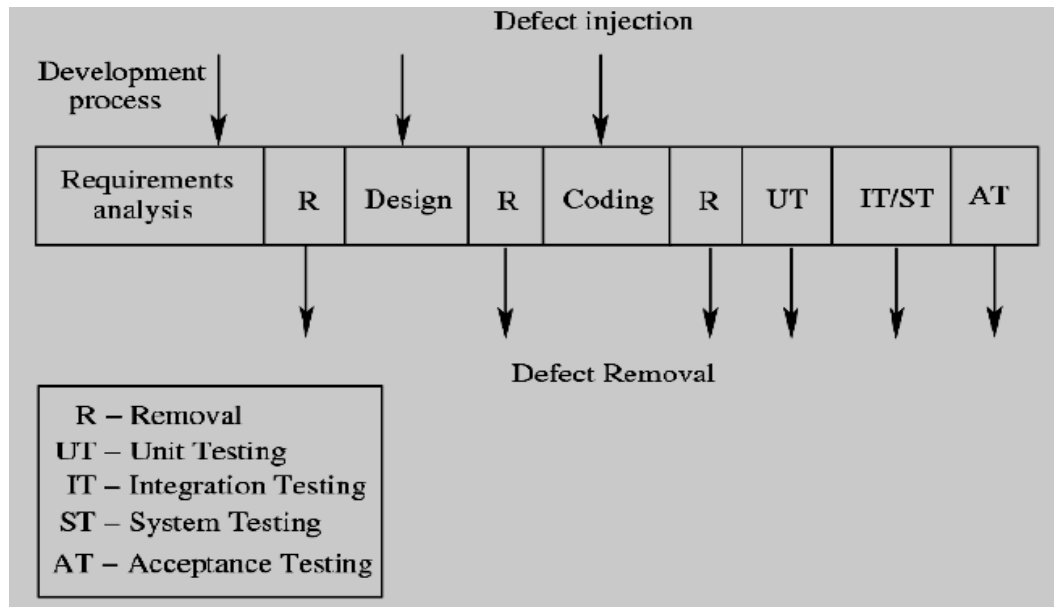 Defect injection
Development
process
Requirements
analysis
R
Design
R
Coding
R
UT
IT/ST
AT
Defect Removal
R – Removal
UT – Unit Testing
IT – Integration Testing
ST – System Testing
AT – Acceptance Testing